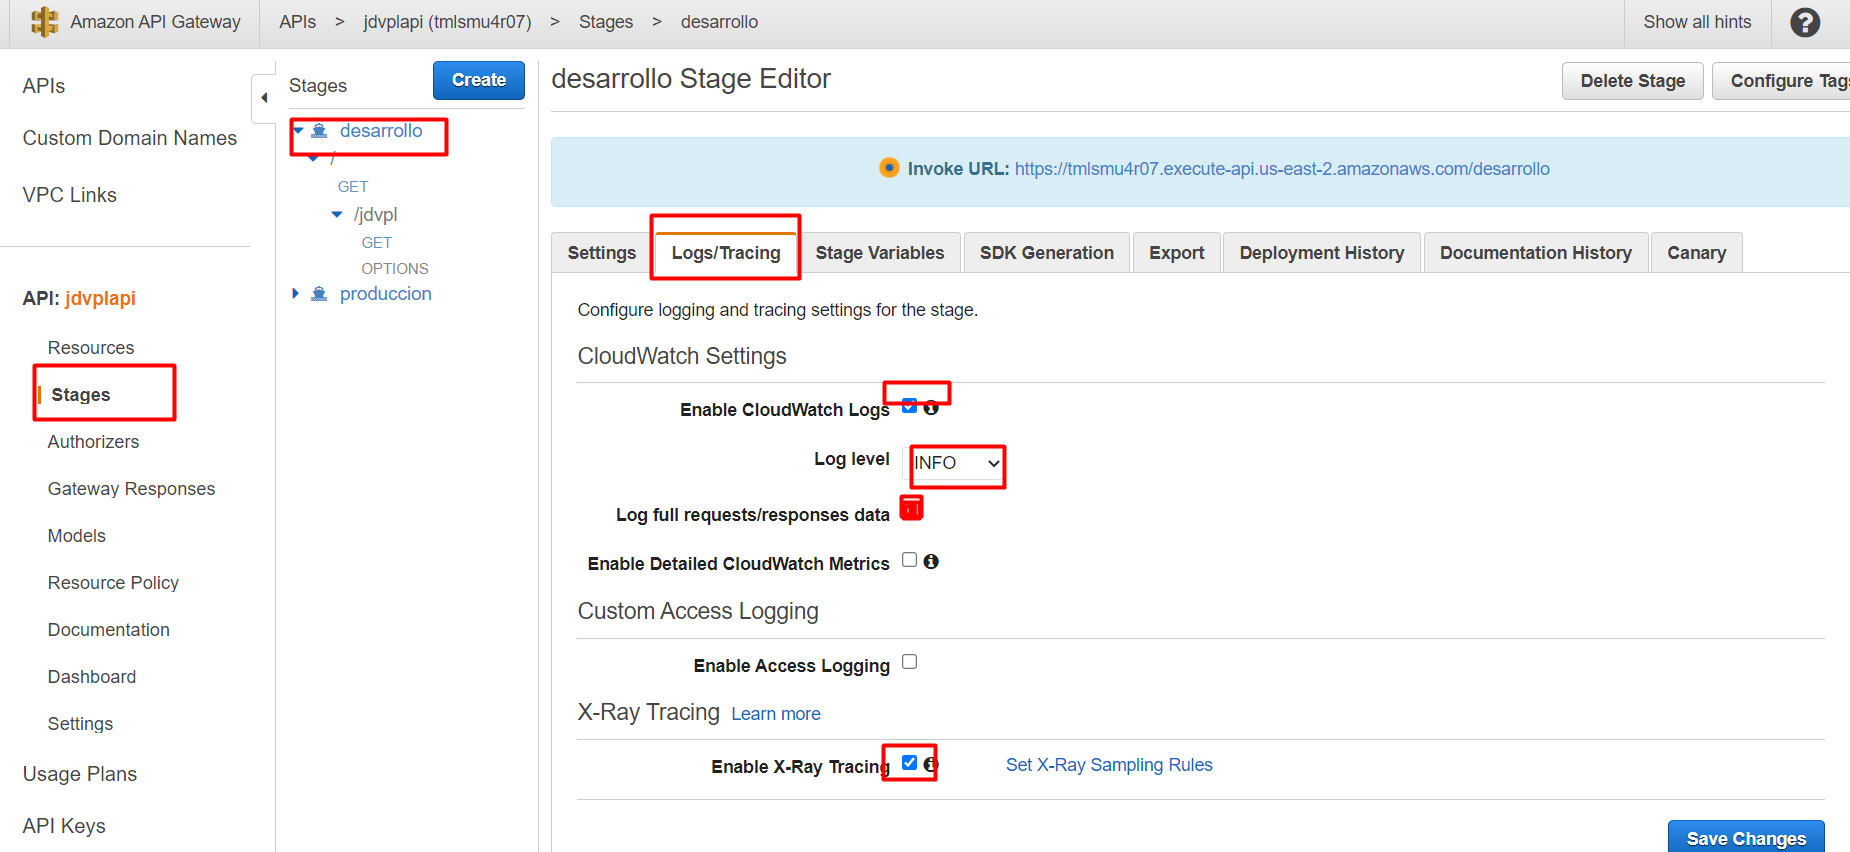 Amazon API Gateway
APIs > jdvplapi (tmlsmu4r07) > Stages > desarrollo
Show all hints
?
APIs
Custom Domain Names
VPC Links
API: jdvplapi
Resources
Stages
Authorizers
Gateway Responses
Models
Resource Policy
Documentation
Dashboard
Settings
Usage Plans
API Keys
Stages
Create
desarrollo
/
GET
/jdvpl
GET
OPTIONS
produccion
desarrollo Stage Editor
Delete Stage
Configure Tags
Invoke URL: https://tmlsmu4r07.execute-api.us-east-2.amazonaws.com/desarrollo
Settings
Logs/Tracing
Stage Variables
SDK Generation
Export
Deployment History
Documentation History
Canary
Configure logging and tracing settings for the stage.
CloudWatch Settings
Enable CloudWatch Logs
Log level
INFO
Log full requests/responses data
Enable Detailed CloudWatch Metrics
Custom Access Logging
Enable Access Logging
X-Ray Tracing Learn more
Enable X-Ray Tracing
Set X-Ray Sampling Rules
Save Changes